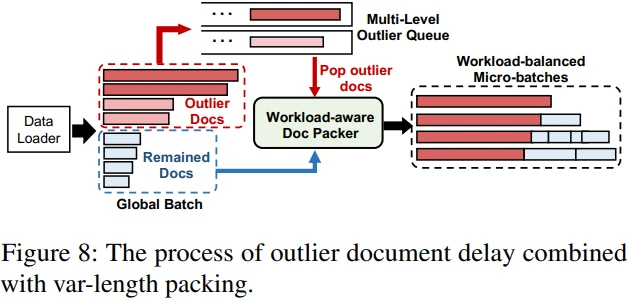 Multi-Level
Outlier Queue
Workload-balanced
Micro-batches
Pop outlier
docs
Data
Loader
Outlier
Docs
Workload-aware
Doc Packer
Remained
Docs
Global Batch
Figure 8: The process of outlier document delay combined
with var-length packing.